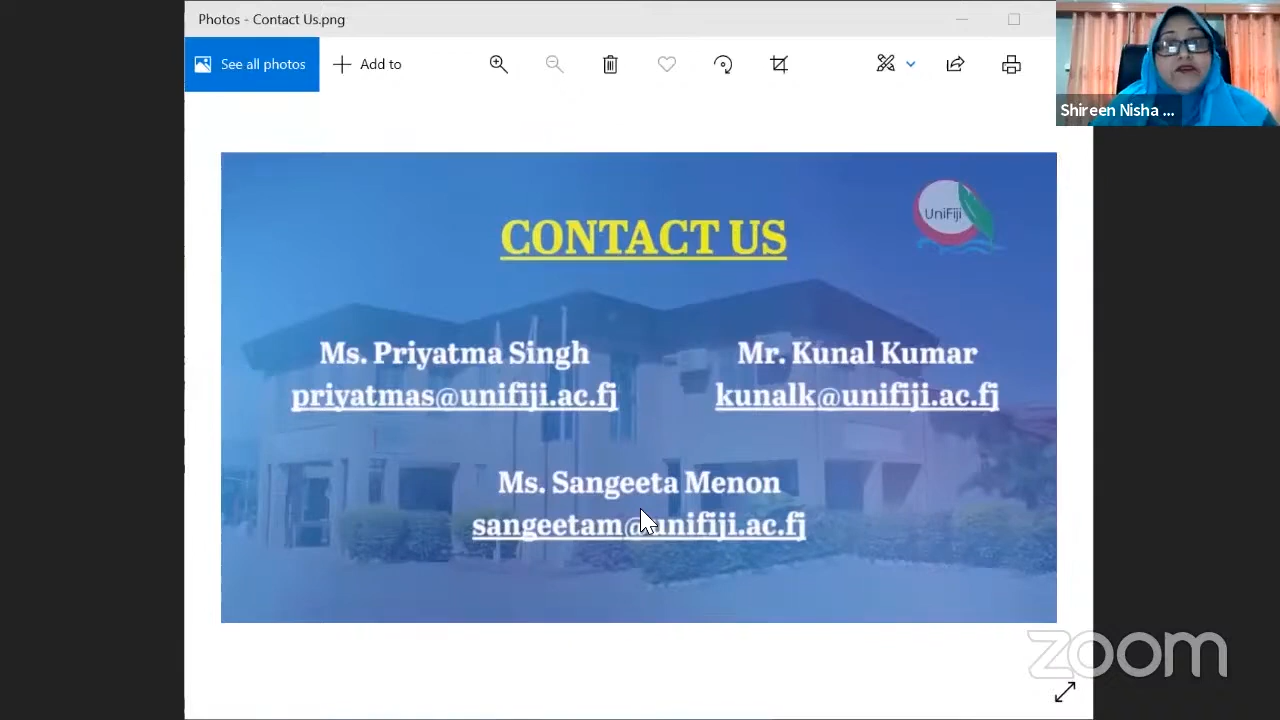 Photos - Contact Us.png
See all photos
Add to
Shireen Nisha ...
UniFiji
CONTACT US
Ms. Priyatma Singh
priyatmas@unifiji.ac.fj
Mr. Kunal Kumar
kunalk@unifiji.ac.fj
Ms. Sangeeta Menon
sangeetam@unifiji.ac.fj
zoom